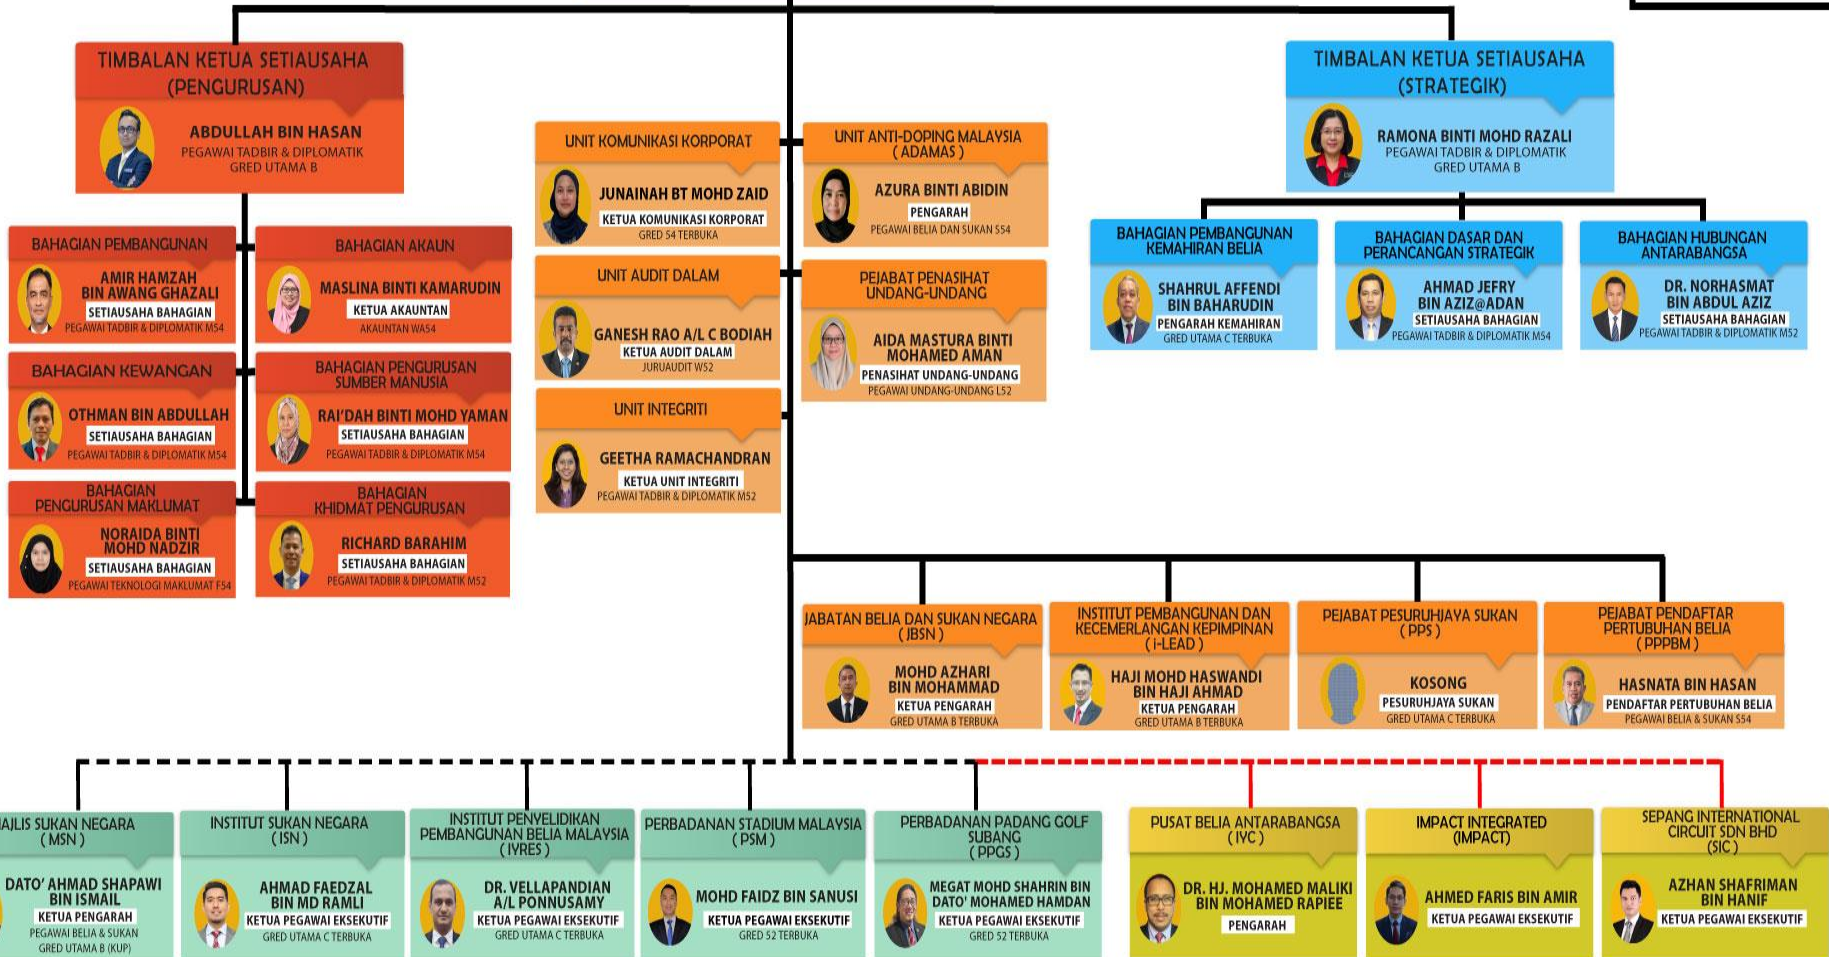 TIMBALAN KETUA SETIAUSAHA
(PENGURUSAN)
ABDULLAH BIN HASAN
PEGAWAI TADBIR & DIPLOMATIK
GRED UTAMA B
TIMBALAN KETUA SETIAUSAHA
(STRATEGIK)
RAMONA BINTI MOHD RAZALI
PEGAWAI TADBIR & DIPLOMATIK
GRED UTAMA B
UNIT KOMUNIKASI KORPORAT
JUNAINAH BT MOHD ZAID
KETUA KOMUNIKASI KORPORAT
GRED 54 TERBUKA
UNIT ANTI-DOPING MALAYSIA
( ADAMAS )
AZURA BINTI ABIDIN
PENGARAH
PEGAWAI BELIA DAN SUKAN S54
BAHAGIAN PEMBANGUNAN
AMIR HAMZAH
BIN AWANG GHAZALI
SETIAUSAHA BAHAGIAN
PEGAWAI TADBIR & DIPLOMATIK M54
BAHAGIAN AKAUN
MASLINA BINTI KAMARUDIN
KETUA AKAUNTAN
AKAUNTAN WA54
UNIT AUDIT DALAM
GANESH RAO A/L C BODIAH
KETUA AUDIT DALAM
JURUAUDIT W52
PEJABAT PENASIHAT
UNDANG-UNDANG
AIDA MASTURA BINTI
MOHAMED AMAN
PENASIHAT UNDANG-UNDANG
PEGAWAI UNDANG-UNDANG L52
BAHAGIAN PEMBANGUNAN
KEMAHIRAN BELIA
SHAHRUL AFFENDI
BIN BAHARUDIN
PENGARAH KEMAHIRAN
GRED UTAMA C TERBUKA
BAHAGIAN DASAR DAN
PERANCANGAN STRATEGIK
AHMAD JEFRY
BIN AZIZ@ADAN
SETIAUSAHA BAHAGIAN
PEGAWAI TADBIR & DIPLOMATIK M54
BAHAGIAN HUBUNGAN
ANTARABANGSA
DR. NORHASMAT
BIN ABDUL AZIZ
SETIAUSAHA BAHAGIAN
PEGAWAI TADBIR & DIPLOMATIK M52
BAHAGIAN KEWANGAN
OTHMAN BIN ABDULLAH
SETIAUSAHA BAHAGIAN
PEGAWAI TADBIR & DIPLOMATIK M54
BAHAGIAN PENGURUSAN
SUMBER MANUSIA
RAI'DAH BINTI MOHD YAMAN
SETIAUSAHA BAHAGIAN
PEGAWAI TADBIR & DIPLOMATIK M54
UNIT INTEGRITI
GEETHA RAMACHANDRAN
KETUA UNIT INTEGRITI
PEGAWAI TADBIR & DIPLOMATIK M52
BAHAGIAN
PENGURUSAN MAKLUMAT
NORAIDA BINTI
MOHD NADZIR
SETIAUSAHA BAHAGIAN
PEGAWAI TEKNOLOGI MAKLUMAT F54
BAHAGIAN
KHIDMAT PENGURUSAN
RICHARD BARAHIM
SETIAUSAHA BAHAGIAN
PEGAWAI TADBIR & DIPLOMATIK M52
JABATAN BELIA DAN SUKAN NEGARA
( JBSN )
MOHD AZHARI
BIN MOHAMMAD
KETUA PENGARAH
GRED UTAMA B TERBUKA
INSTITUT PEMBANGUNAN DAN
KECEMERLANGAN KEPIMPINAN
( i-LEAD )
HAJI MOHD HASWANDI
BIN HAJI AHMAD
KETUA PENGARAH
GRED UTAMA B TERBUKA
PEJABAT PESURUHJAYA SUKAN
( PPS )
KOSONG
PESURUHJAYA SUKAN
GRED UTAMA C TERBUKA
PEJABAT PENDAFTAR
PERTUBUHAN BELIA
( PPPBM )
HASNATA BIN HASAN
PENDAFTAR PERTUBUHAN BELIA
PEGAWAI BELIA & SUKAN S54
AJLIS SUKAN NEGARA
( MSN )
DATO' AHMAD SHAPAWI
BIN ISMAIL
KETUA PENGARAH
PEGAWAI BELIA & SUKAN
GRED UTAMA B (KUP)
INSTITUT SUKAN NEGARA
( ISN )
AHMAD FAEDZAL
BIN MD RAMLI
KETUA PEGAWAI EKSEKUTIF
GRED UTAMA C TERBUKA
INSTITUT PENYELIDIKAN
PEMBANGUNAN BELIA MALAYSIA
( IYRES )
DR. VELLAPANDIAN
A/L PONNUSAMY
KETUA PEGAWAI EKSEKUTIF
GRED UTAMA C TERBUKA
PERBADANAN STADIUM MALAYSIA
( PSM )
MOHD FAIDZ BIN SANUSI
KETUA PEGAWAI EKSEKUTIF
GRED 52 TERBUKA
PERBADANAN PADANG GOLF
SUBANG
( PPGS )
MEGAT MOHD SHAHRIN BIN
DATO' MOHAMED HAMDAN
KETUA PEGAWAI EKSEKUTIF
GRED 52 TERBUKA
PUSAT BELIA ANTARABANGSA
( IYC )
DR. HJ. MOHAMED MALIKI
BIN MOHAMED RAPIEE
PENGARAH
IMPACT INTEGRATED
(IMPACT)
AHMED FARIS BIN AMIR
KETUA PEGAWAI EKSEKUTIF
SEPANG INTERNATIONAL
CIRCUIT SDN BHD
(SIC )
AZHAN SHAFRIMAN
BIN HANIF
KETUA PEGAWAI EKSEKUTIF